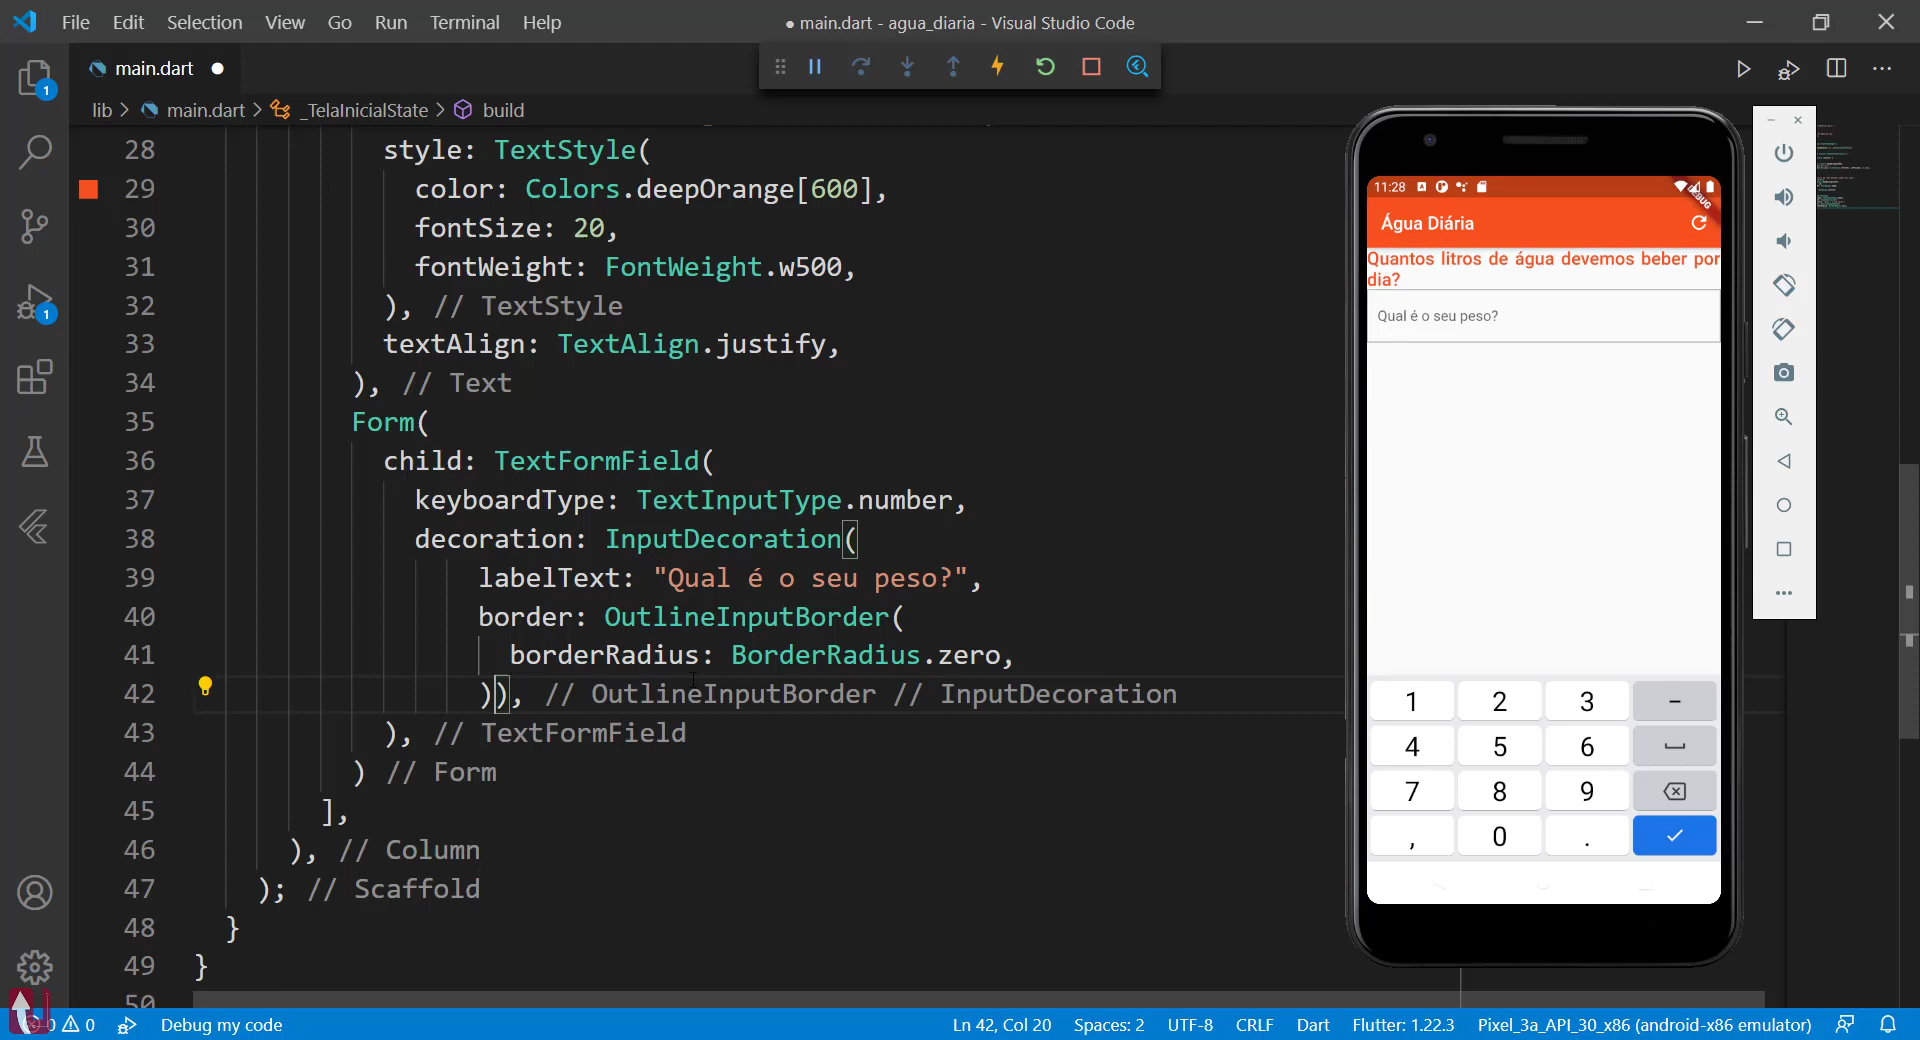 File Edit Selection View Go Run Terminal Help
● main.dart - agua_diaria - Visual Studio Code
main.dart
lib > main.dart > _TelaInicialState > build
28 style: TextStyle(
29 color: Colors.deepOrange[600],
30 fontSize: 20,
31 fontWeight: FontWeight.w500,
32 ), // TextStyle
33 textAlign: TextAlign.justify,
34 ), // Text
35 Form(
36 child: TextFormField(
37 keyboardType: TextInputType.number,
38 decoration: InputDecoration(
39 labelText: "Qual é o seu peso?",
40 border: OutlineInputBorder(
41 borderRadius: BorderRadius.zero,
42 )), // OutlineInputBorder // InputDecoration
43 ), // TextFormField
44 ) // Form
45 ],
46 ), // Column
47 ); // Scaffold
48 }
49 }
50
1
1
11:28
DEBUG
Água Diária
Quantos litros de água devemos beber por
dia?
Qual é o seu peso?
1 2 3 -
4 5 6
7 8 9
, 0 .
0 0 Debug my code
Ln 42, Col 20 Spaces: 2 UTF-8 CRLF Dart Flutter: 1.22.3 Pixel_3a_API_30_x86 (android-x86 emulator)